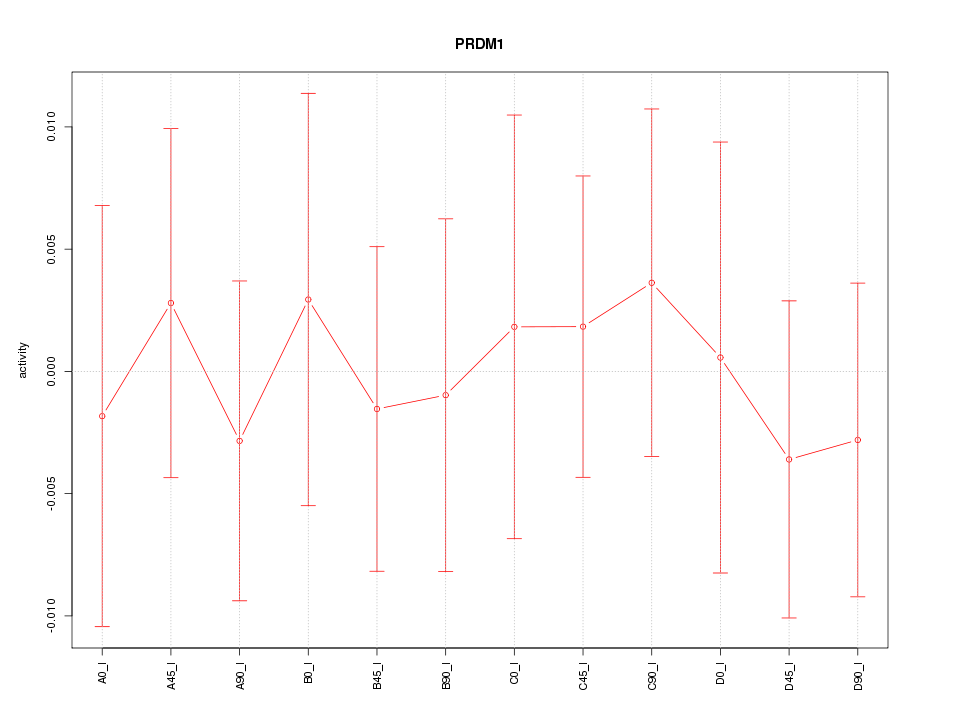 PRDM1
activity
0.010
0.005
0.000
-0.005
-0.010
A0_I
A45_I
A90_I
B0_I
B45_I
B90_I
C0_I
C45_I
C90_I
D0_I
D45_I
D90_I